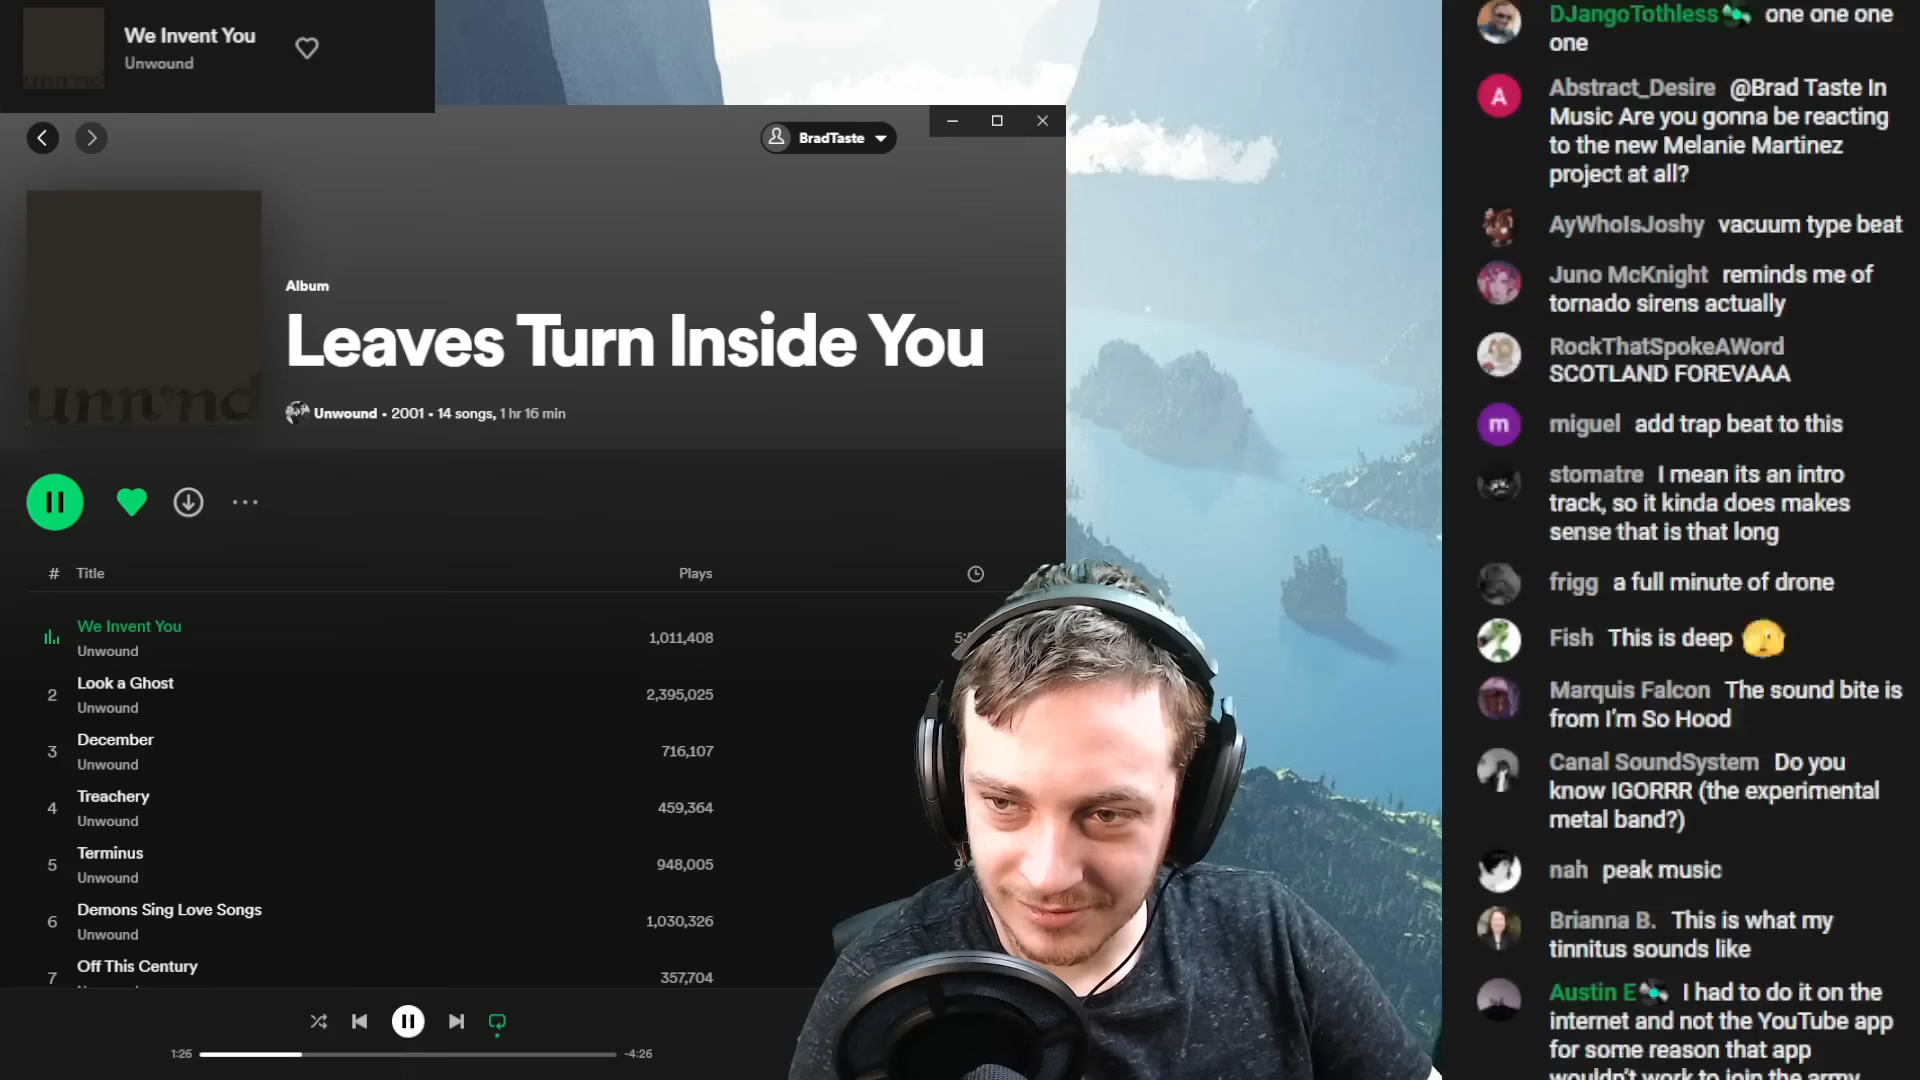 We Invent You
Unwound
BradTaste
unwound
Album
Leaves Turn Inside You
Unwound • 2001 • 14 songs, 1 hr 16 min
# Title Plays
We Invent You
Unwound
1,011,408
2 Look a Ghost
Unwound
2,395,025
3 December
Unwound
716,107
4 Treachery
Unwound
459,364
5 Terminus
Unwound
948,005
6 Demons Sing Love Songs
Unwound
1,030,326
7 Off This Century
357,704
1:26
-4:26
DJangoTothless one one one
one
A
Abstract_Desire @Brad Taste In
Music Are you gonna be reacting
to the new Melanie Martinez
project at all?
AyWhoIsJoshy vacuum type beat
Juno McKnight reminds me of
tornado sirens actually
RockThatSpokeAWord
SCOTLAND FOREVAAA
m
miguel add trap beat to this
stomatre I mean its an intro
track, so it kinda does makes
sense that is that long
frigg a full minute of drone
Fish This is deep
Marquis Falcon The sound bite is
from I'm So Hood
Canal SoundSystem Do you
know IGORRR (the experimental
metal band?)
nah peak music
Brianna B. This is what my
tinnitus sounds like
Austin E I had to do it on the
internet and not the YouTube app
for some reason that app
wouldn't work to join the army